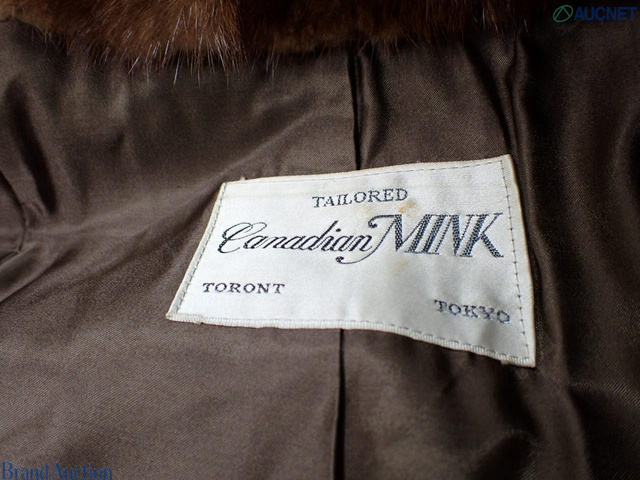 AUCNET
TAILORED
Canadian MINK
TORONT
TOKYO
Brand Auction